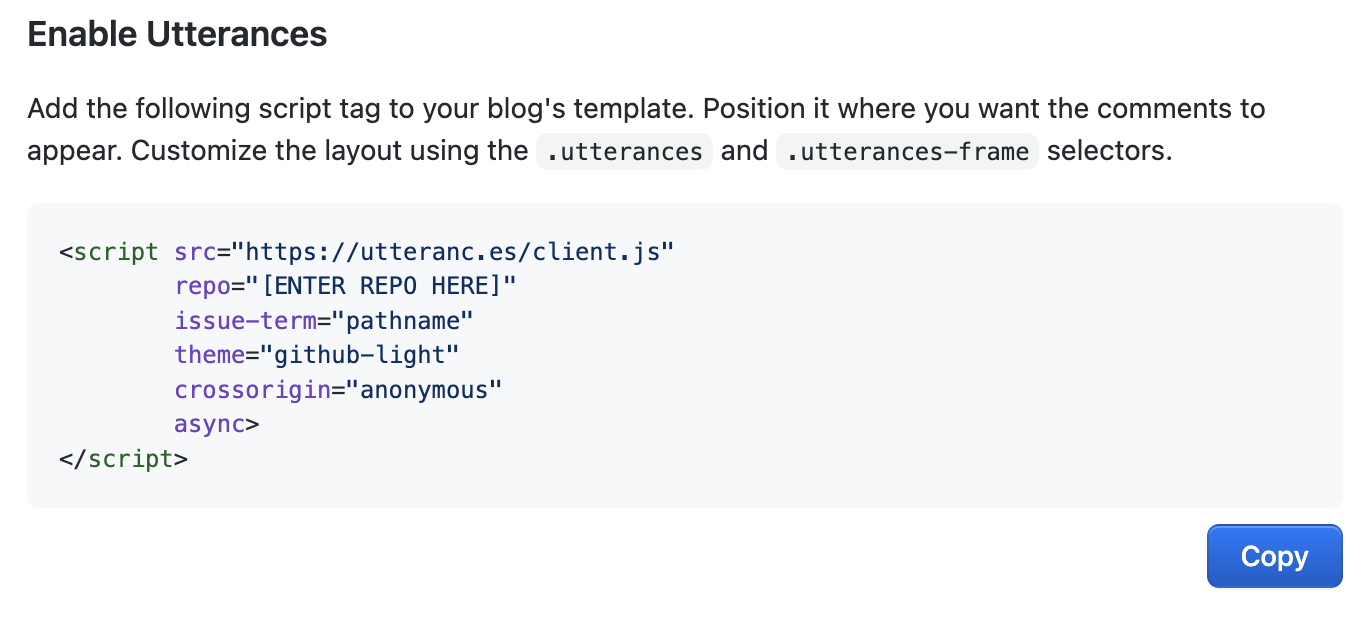 Enable Utterances
Add the following script tag to your blog's template. Position it where you want the comments to
appear. Customize the layout using the .utterances and .utterances-frame selectors.
<script src="https://utteranc.es/client.js"
        repo="[ENTER REPO HERE]"
        issue-term="pathname"
        theme="github-light"
        crossorigin="anonymous"
        async>
</script>
Copy